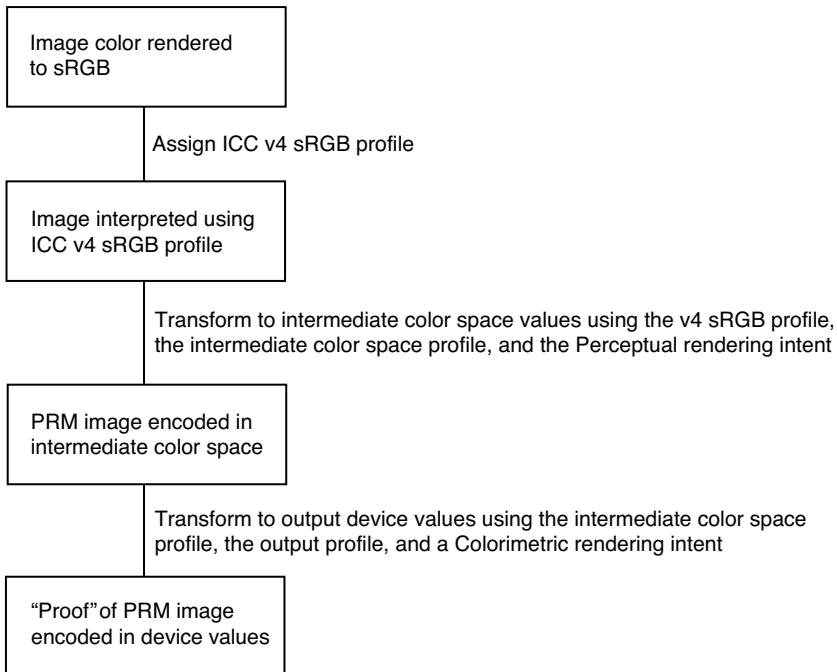 Image color rendered
to sRGB
Assign ICC v4 sRGB profile
Image interpreted using
ICC v4 sRGB profile
Transform to intermediate color space values using the v4 sRGB profile,
the intermediate color space profile, and the Perceptual rendering intent
PRM image encoded in
intermediate color space
Transform to output device values using the intermediate color space
profile, the output profile, and a Colorimetric rendering intent
“Proof” of PRM image
encoded in device values